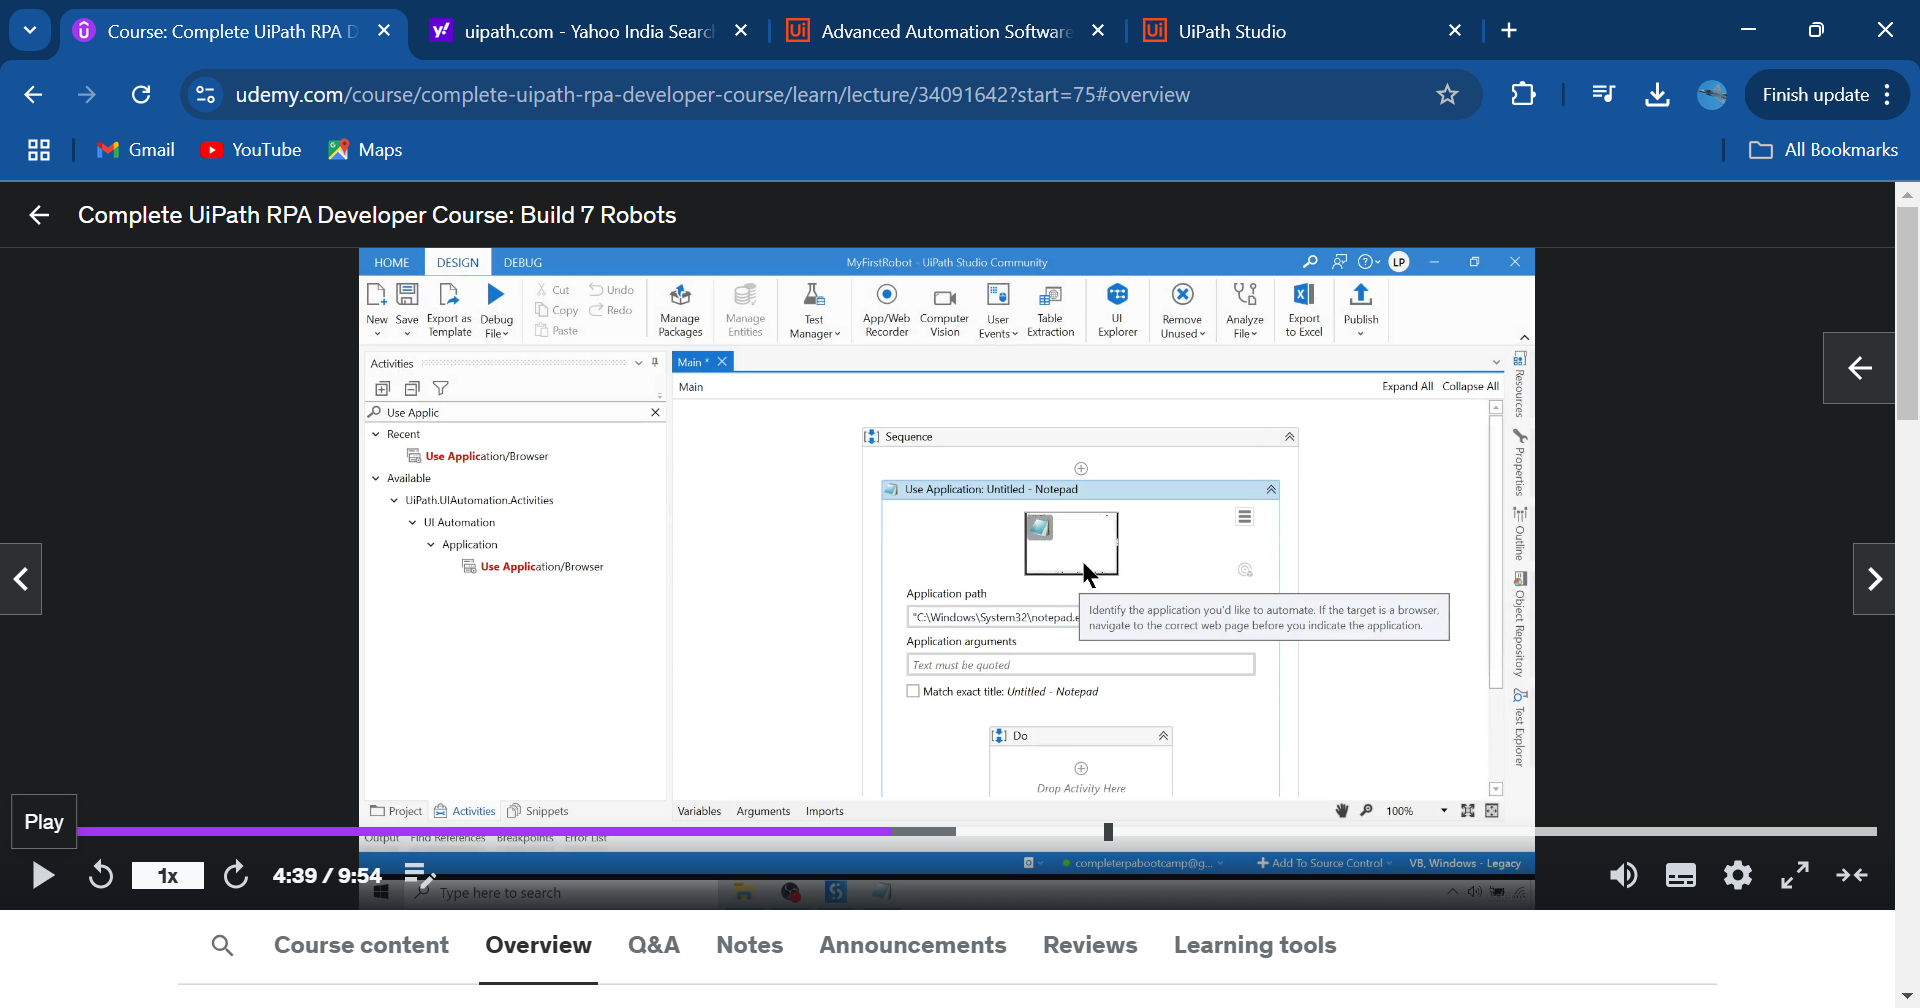 Course: Complete UiPath RPA D
uipath.com - Yahoo India Search
Advanced Automation Software
UiPath Studio
udemy.com/course/complete-uipath-rpa-developer-course/learn/lecture/34091642?start=75#overview
Finish update
Gmail
YouTube
Maps
All Bookmarks
Complete UiPath RPA Developer Course: Build 7 Robots
HOME DESIGN DEBUG MyFirstRobot - UiPath Studio Community LP
Cut Undo
Copy Redo
Paste
New Save Export as Template Debug File Manage Packages Manage Entities Test Manager App/Web Recorder Computer Vision User Events Table Extraction UI Explorer Remove Unused Analyze File Export to Excel Publish
Activities
Main *
Main Expand All Collapse All
Use Applic
Recent
Use Application/Browser
Available
UiPath.UIAutomation.Activities
UI Automation
Application
Use Application/Browser
Sequence
Use Application: Untitled - Notepad
Application path
"C:\Windows\System32\notepad.e
Identify the application you'd like to automate. If the target is a browser,
navigate to the correct web page before you indicate the application.
Application arguments
Text must be quoted
Match exact title: Untitled - Notepad
Do
Drop Activity Here
Resources
Properties
Outline
Object Repository
Test Explorer
Project Activities Snippets
Variables Arguments Imports
100%
Play
Output Find References Breakpoints Error List
completerpabootcamp@g... Add To Source Control VB, Windows - Legacy
1x 4:39 / 9:54
Type here to search
Course content Overview Q&A Notes Announcements Reviews Learning tools